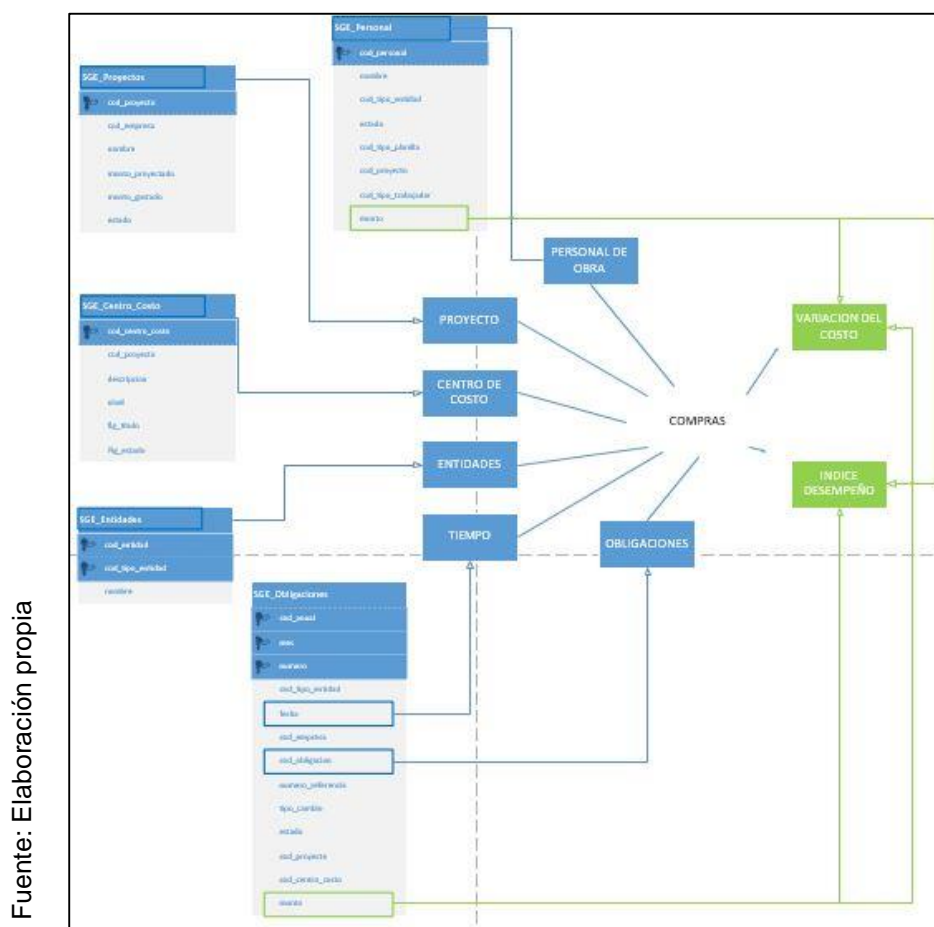 SGE_Personal
cod_personal
nombre
cod_tipo_entidad
estado
cod_tipo_planilla
cod_proyecto
cod_tipo_trabajador
monto
SGE_Proyectos
cod_proyecto
cod_empresa
nombre
monto_proyectado
monto_gastado
estado
PERSONAL DE
OBRA
SGE_Centro_Costo
cod_centro_costo
cod_proyecto
descripcion
nivel
flg_titulo
flg_estado
PROYECTO
CENTRO DE
COSTO
ENTIDADES
TIEMPO
COMPRAS
OBLIGACIONES
VARIACION DEL
COSTO
INDICE
DESEMPEÑO
SGE_Entidades
cod_entidad
cod_tipo_entidad
nombre
SGE_Obligaciones
cod_anual
mes
numero
cod_tipo_entidad
fecha
cod_empresa
cod_obligacion
numero_referencia
tipo_cambio
estado
cod_proyecto
cod_centro_costo
monto
Fuente: Elaboración propia